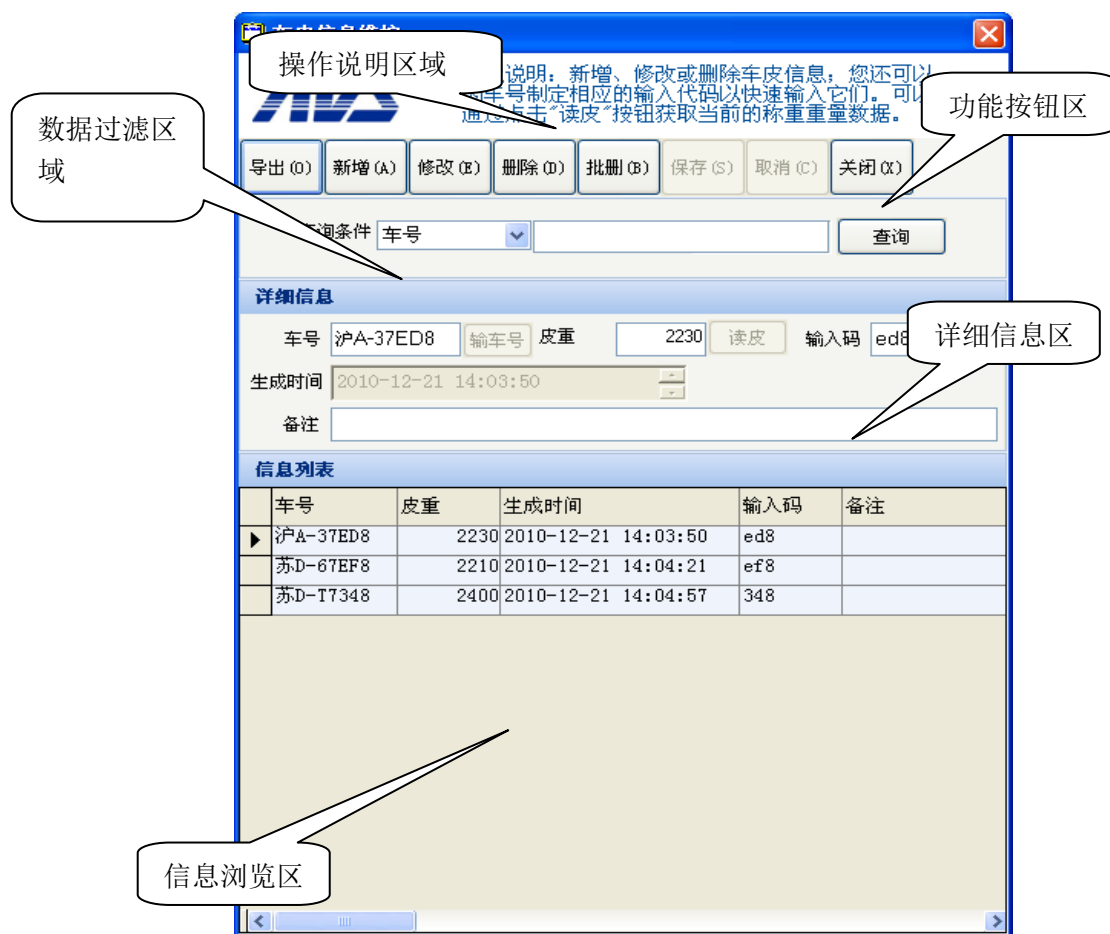 车皮信息维护
操作说明区域
说明：新增、修改或删除车皮信息；您还可以
车号制定相应的输入代码以快速输入它们。可以
通过点击"读皮"按钮获取当前的称重重量数据。
功能按钮区
数据过滤区
域
导出(O) 新增(A) 修改(E) 删除(D) 批删(B) 保存(S) 取消(C) 关闭(X)
查询条件 车号 查询
详细信息
车号 沪A-37ED8 输车号 皮重 2230 读皮 输入码 ed8
详细信息区
生成时间 2010-12-21 14:03:50
备注
信息列表
车号 皮重 生成时间 输入码 备注
沪A-37ED8 2230 2010-12-21 14:03:50 ed8
苏D-67EF8 2210 2010-12-21 14:04:21 ef8
苏D-T7348 2400 2010-12-21 14:04:57 348
信息浏览区